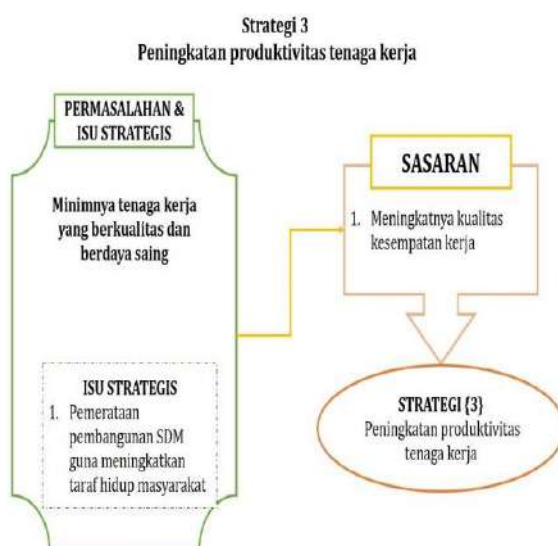 Strategi 3
Peningkatan produktivitas tenaga kerja
PERMASALAHAN &
ISU STRATEGIS
Minimnya tenaga kerja
yang berkualitas dan
berdaya saing
ISU STRATEGIS
1. Pemerataan
pembangunan SDM
guna meningkatkan
taraf hidup masyarakat
SASARAN
1. Meningkatnya kualitas
kesempatan kerja
STRATEGI {3}
Peningkatan produktivitas
tenaga kerja